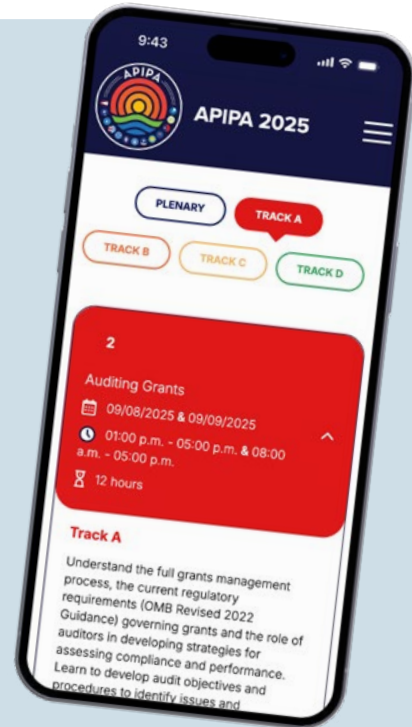 9:43
APIPA
APIPA 2025
PLENARY
TRACK A
TRACK B
TRACK C
TRACK D
2
Auditing Grants
09/08/2025 & 09/09/2025
01:00 p.m. - 05:00 p.m. & 08:00
a.m. - 05:00 p.m.
12 hours
Track A
Understand the full grants management
process, the current regulatory
requirements (OMB Revised 2022
Guidance) governing grants and the role of
auditors in developing strategies for
assessing compliance and performance.
Learn to develop audit objectives and
procedures to identify issues and